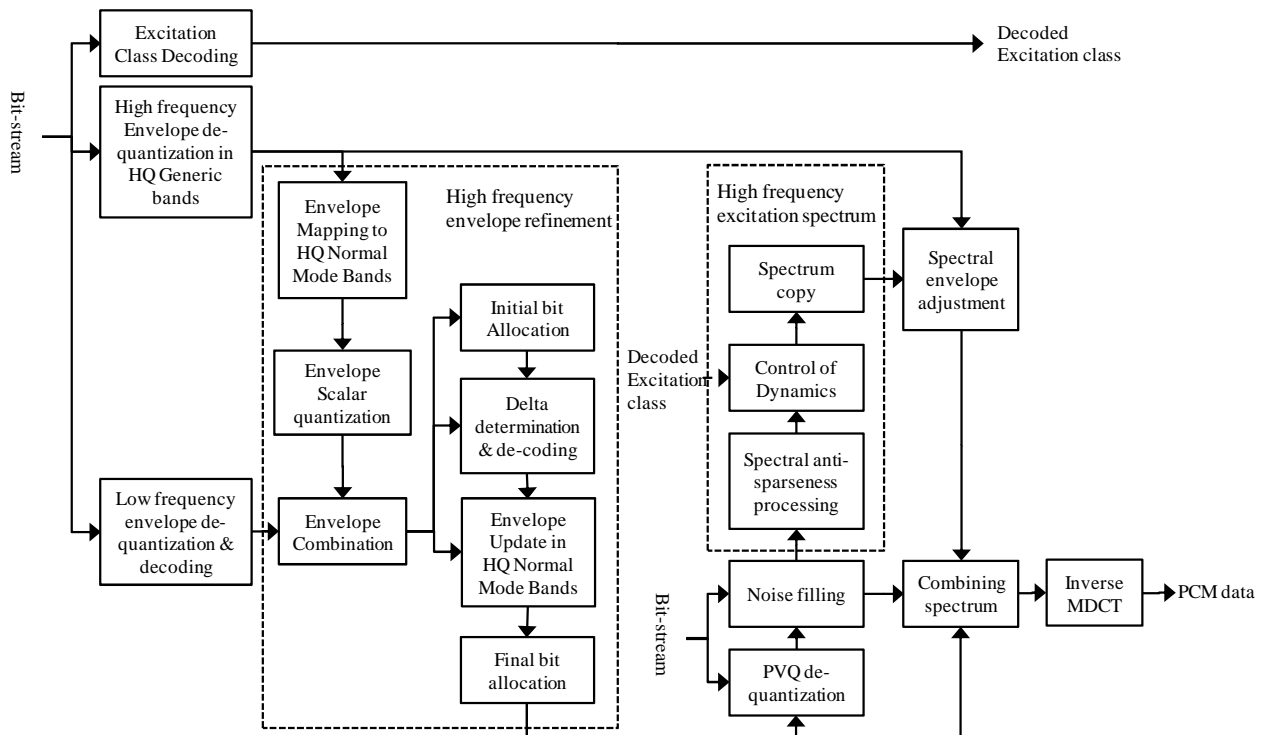 Excitation
Class Decoding
Decoded
Excitation class
Bit-stream
High frequency
Envelope de-
quantization in
HQ Generic
bands
High frequency
envelope refinement
Envelope
Mapping to
HQ Normal
Mode Bands
Envelope
Scalar
quantization
Low frequency
envelope de-
quantization &
decoding
Envelope
Combination
Initial bit
Allocation
Delta
determination
& de-coding
Envelope
Update in
HQ Normal
Mode Bands
Final bit
allocation
High frequency
excitation spectrum
Spectrum
copy
Decoded
Excitation
class
Control of
Dynamics
Spectral anti-
sparseness
processing
Spectral
envelope
adjustment
Bit-stream
Noise filling
PVQ de-
quantization
Combining
spectrum
Inverse
MDCT
PCM data